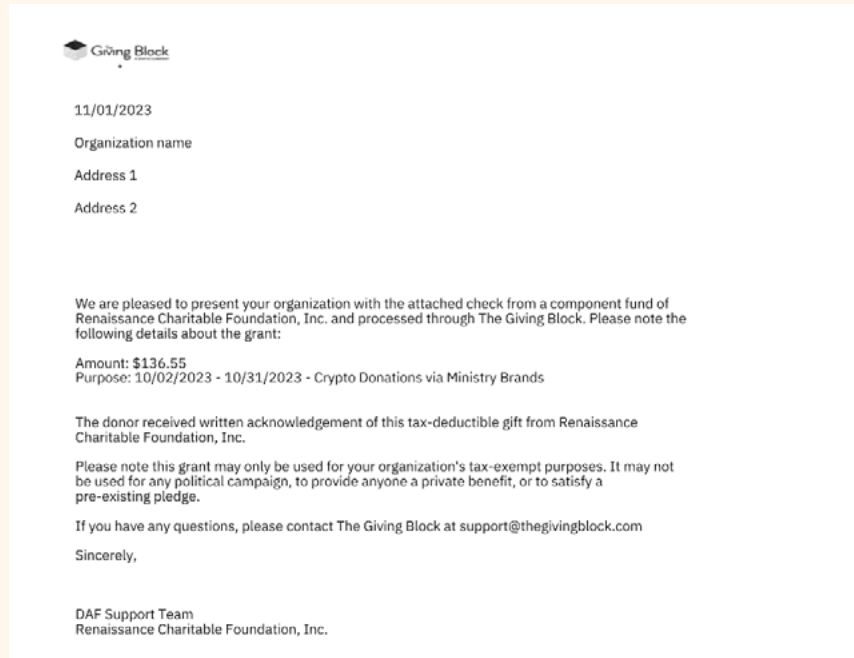 The Giving Block
11/01/2023
Organization name
Address 1
Address 2
We are pleased to present your organization with the attached check from a component fund of
Renaissance Charitable Foundation, Inc. and processed through The Giving Block. Please note the
following details about the grant:
Amount: $136.55
Purpose: 10/02/2023 - 10/31/2023 - Crypto Donations via Ministry Brands
The donor received written acknowledgement of this tax-deductible gift from Renaissance
Charitable Foundation, Inc.
Please note this grant may only be used for your organization's tax-exempt purposes. It may not
be used for any political campaign, to provide anyone a private benefit, or to satisfy a
pre-existing pledge.
If you have any questions, please contact The Giving Block at support@thegivingblock.com
Sincerely,
DAF Support Team
Renaissance Charitable Foundation, Inc.